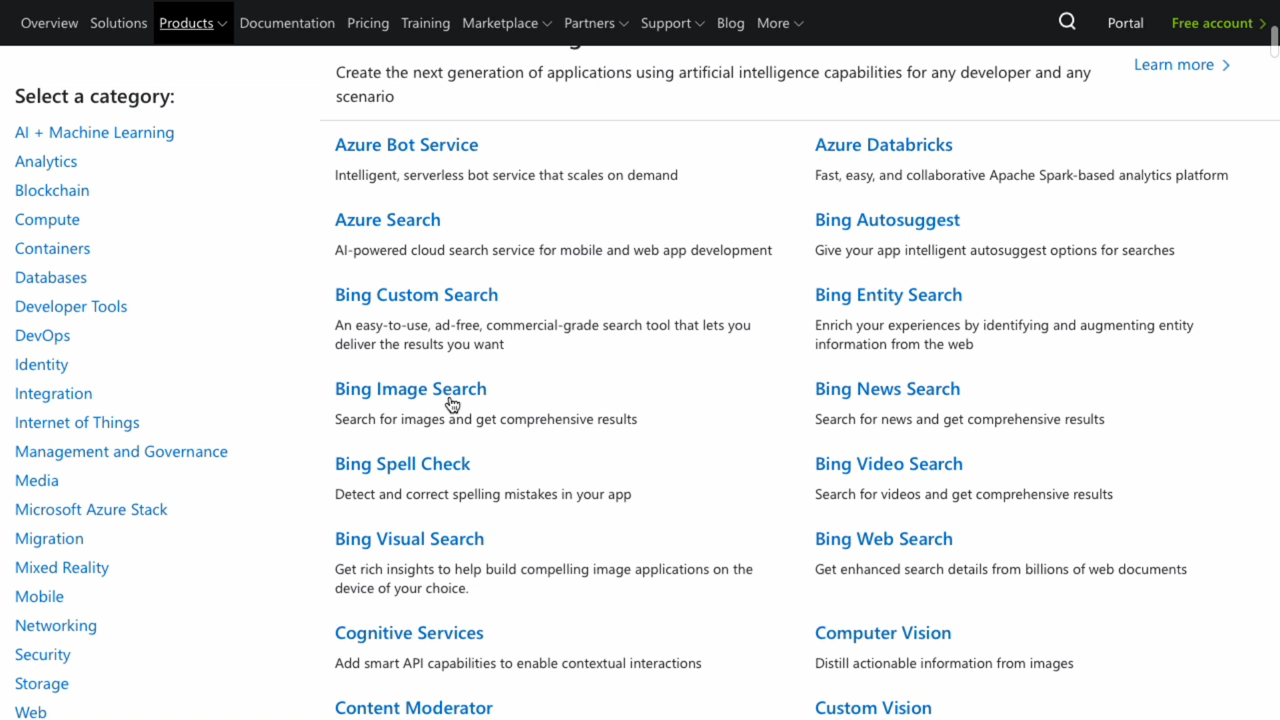 Overview Solutions Products Documentation Pricing Training Marketplace Partners Support Blog More Portal Free account
Create the next generation of applications using artificial intelligence capabilities for any developer and any
scenario
Learn more
Select a category:
AI + Machine Learning
Analytics
Blockchain
Compute
Containers
Databases
Developer Tools
DevOps
Identity
Integration
Internet of Things
Management and Governance
Media
Microsoft Azure Stack
Migration
Mixed Reality
Mobile
Networking
Security
Storage
Web
Azure Bot Service
Intelligent, serverless bot service that scales on demand
Azure Databricks
Fast, easy, and collaborative Apache Spark-based analytics platform
Azure Search
AI-powered cloud search service for mobile and web app development
Bing Autosuggest
Give your app intelligent autosuggest options for searches
Bing Custom Search
An easy-to-use, ad-free, commercial-grade search tool that lets you
deliver the results you want
Bing Entity Search
Enrich your experiences by identifying and augmenting entity
information from the web
Bing Image Search
Search for images and get comprehensive results
Bing News Search
Search for news and get comprehensive results
Bing Spell Check
Detect and correct spelling mistakes in your app
Bing Video Search
Search for videos and get comprehensive results
Bing Visual Search
Get rich insights to help build compelling image applications on the
device of your choice.
Bing Web Search
Get enhanced search details from billions of web documents
Cognitive Services
Add smart API capabilities to enable contextual interactions
Computer Vision
Distill actionable information from images
Content Moderator
Custom Vision